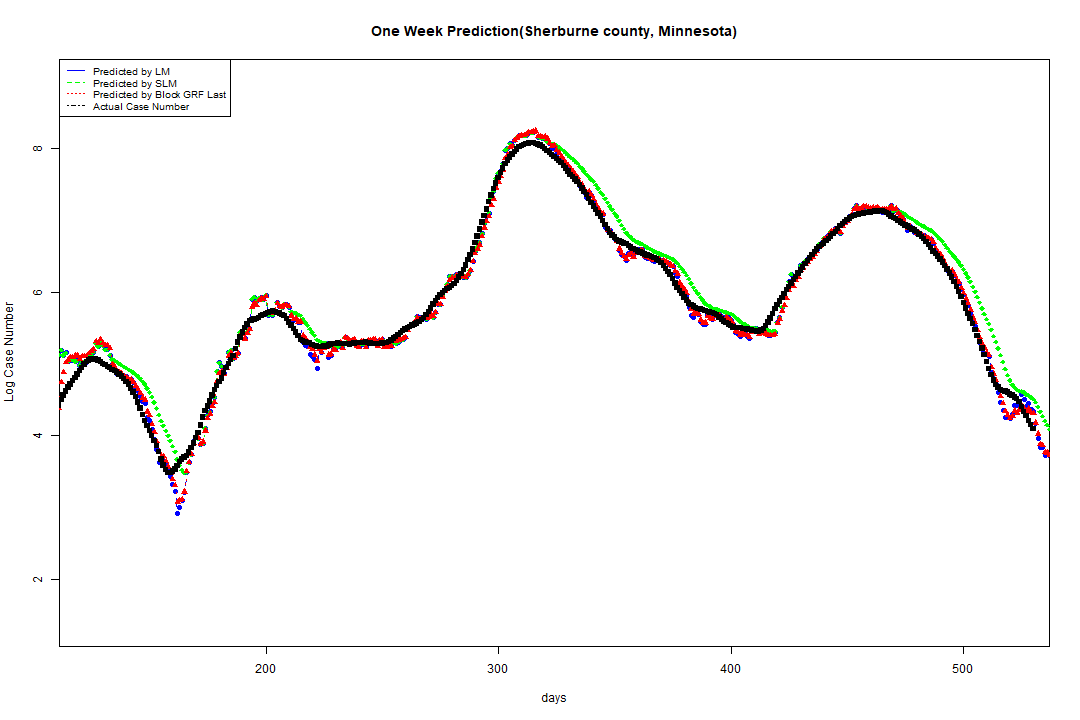 One Week Prediction(Sherburne county, Minnesota)
Predicted by LM
Predicted by SLM
Predicted by Block GRF Last
Actual Case Number
8
6
4
2
Log Case Number
200 300 400 500
days